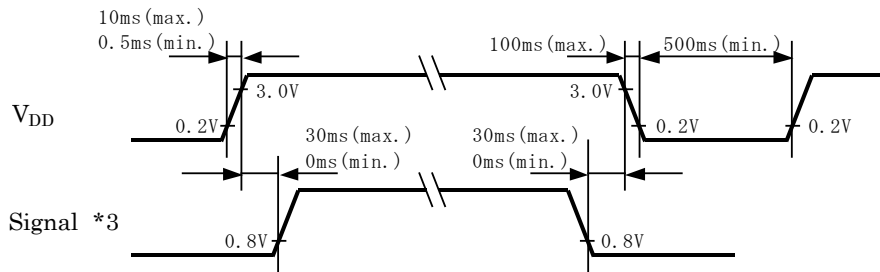 10ms(max.)
0.5ms(min.)
100ms(max.)
500ms(min.)
3.0V
3.0V
VDD
0.2V
0.2V
0.2V
30ms(max.)
0ms(min.)
30ms(max.)
0ms(min.)
Signal *3
0.8V
0.8V